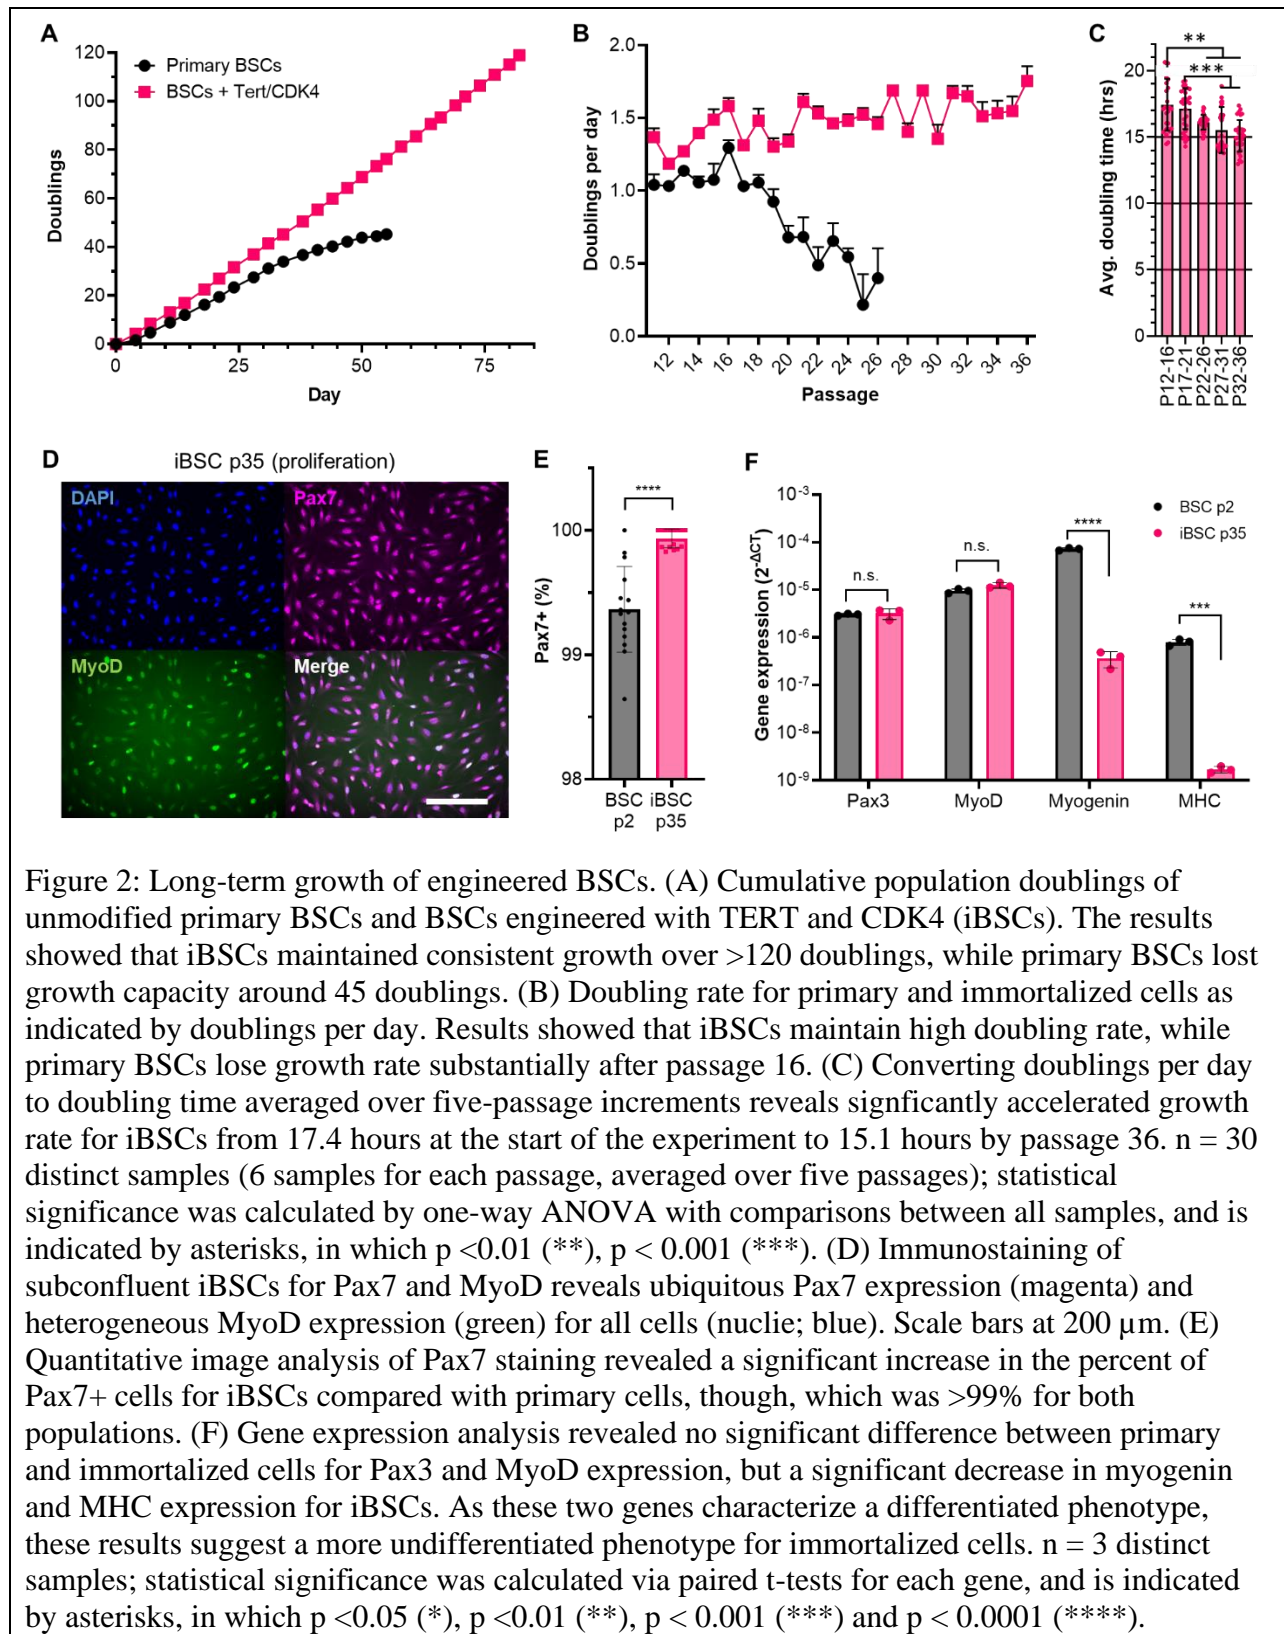 A
120
100
80
60
40
20
0
Doublings
Primary BSCs
BSCs + Tert/CDK4
0
25
50
75
Day
B
2.0
1.5
1.0
0.5
0.0
Doublings per day
12
14
16
18
20
22
24
26
28
30
32
34
36
Passage
C
**
***
20
15
10
5
0
Avg. doubling time (hrs)
P12-16
P17-21
P22-26
P27-31
P32-36
D
iBSC p35 (proliferation)
DAPI
Pax7
MyoD
Merge
E
****
100
99
98
Pax7+ (%)
BSC p2
iBSC p35
F
10⁻³
10⁻⁴
10⁻⁵
10⁻⁶
10⁻⁷
10⁻⁸
10⁻⁹
Gene expression (2^-ΔCT)
n.s.
n.s.
****
***
BSC p2
iBSC p35
Pax3
MyoD
Myogenin
MHC
Figure 2: Long-term growth of engineered BSCs. (A) Cumulative population doublings of
unmodified primary BSCs and BSCs engineered with TERT and CDK4 (iBSCs). The results
showed that iBSCs maintained consistent growth over >120 doublings, while primary BSCs lost
growth capacity around 45 doublings. (B) Doubling rate for primary and immortalized cells as
indicated by doublings per day. Results showed that iBSCs maintain high doubling rate, while
primary BSCs lose growth rate substantially after passage 16. (C) Converting doublings per day
to doubling time averaged over five-passage increments reveals signficantly accelerated growth
rate for iBSCs from 17.4 hours at the start of the experiment to 15.1 hours by passage 36. n = 30
distinct samples (6 samples for each passage, averaged over five passages); statistical
significance was calculated by one-way ANOVA with comparisons between all samples, and is
indicated by asterisks, in which p <0.01 (**), p < 0.001 (***). (D) Immunostaining of
subconfluent iBSCs for Pax7 and MyoD reveals ubiquitous Pax7 expression (magenta) and
heterogeneous MyoD expression (green) for all cells (nuclie; blue). Scale bars at 200 µm. (E)
Quantitative image analysis of Pax7 staining revealed a significant increase in the percent of
Pax7+ cells for iBSCs compared with primary cells, though, which was >99% for both
populations. (F) Gene expression analysis revealed no significant difference between primary
and immortalized cells for Pax3 and MyoD expression, but a significant decrease in myogenin
and MHC expression for iBSCs. As these two genes characterize a differentiated phenotype,
these results suggest a more undifferentiated phenotype for immortalized cells. n = 3 distinct
samples; statistical significance was calculated via paired t-tests for each gene, and is indicated
by asterisks, in which p <0.05 (*), p <0.01 (**), p < 0.001 (***) and p < 0.0001 (****).